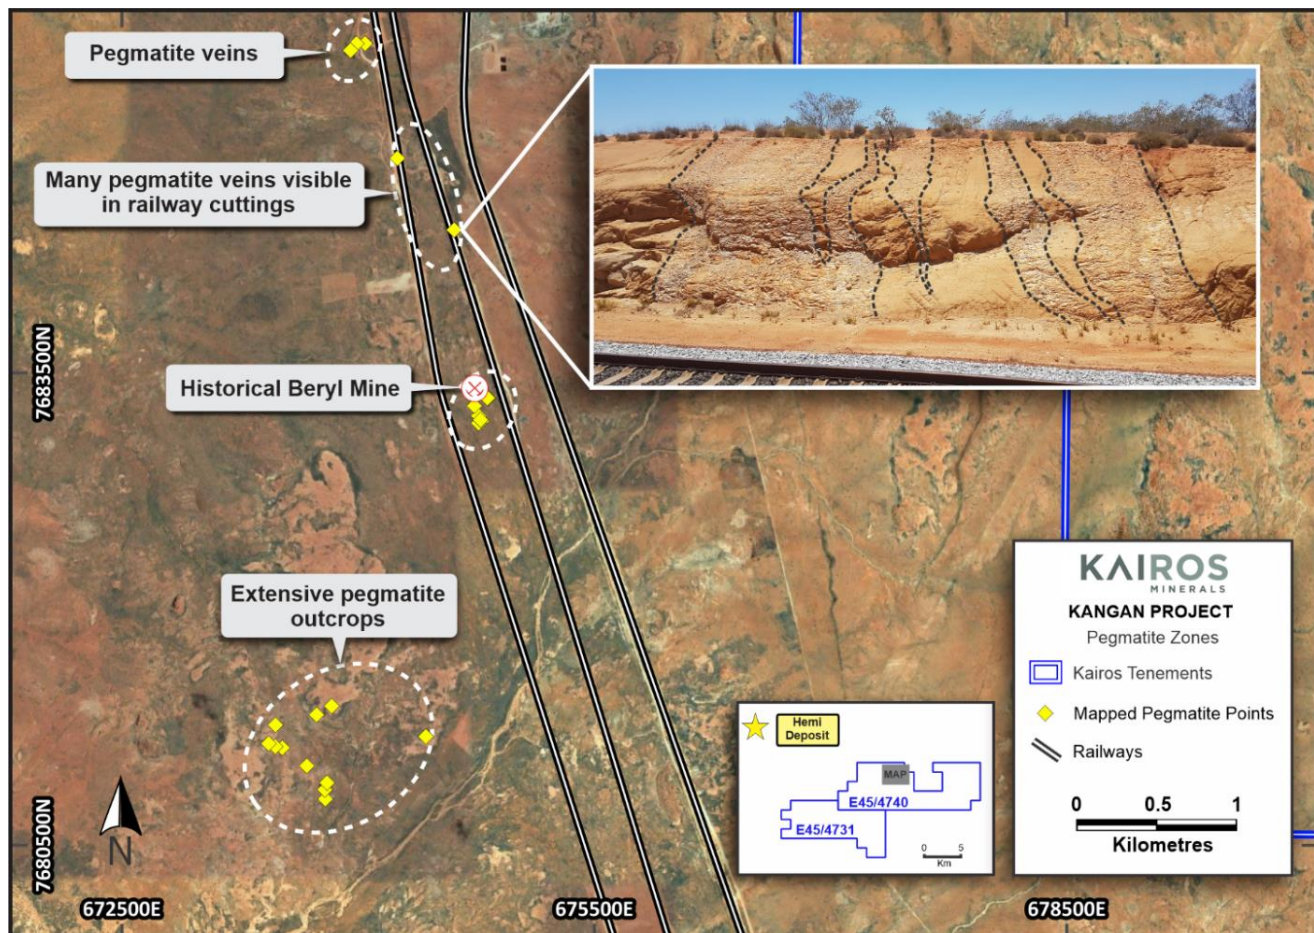 Pegmatite veins
Many pegmatite veins visible
in railway cuttings
Historical Beryl Mine
Extensive pegmatite
outcrops
7683500N
7680500N
N
672500E
675500E
678500E
Hemi
Deposit
MAP
E45/4740
E45/4731
0 5
Km
KAIROS
MINERALS
KANGAN PROJECT
Pegmatite Zones
Kairos Tenements
Mapped Pegmatite Points
Railways
0 0.5 1
Kilometres